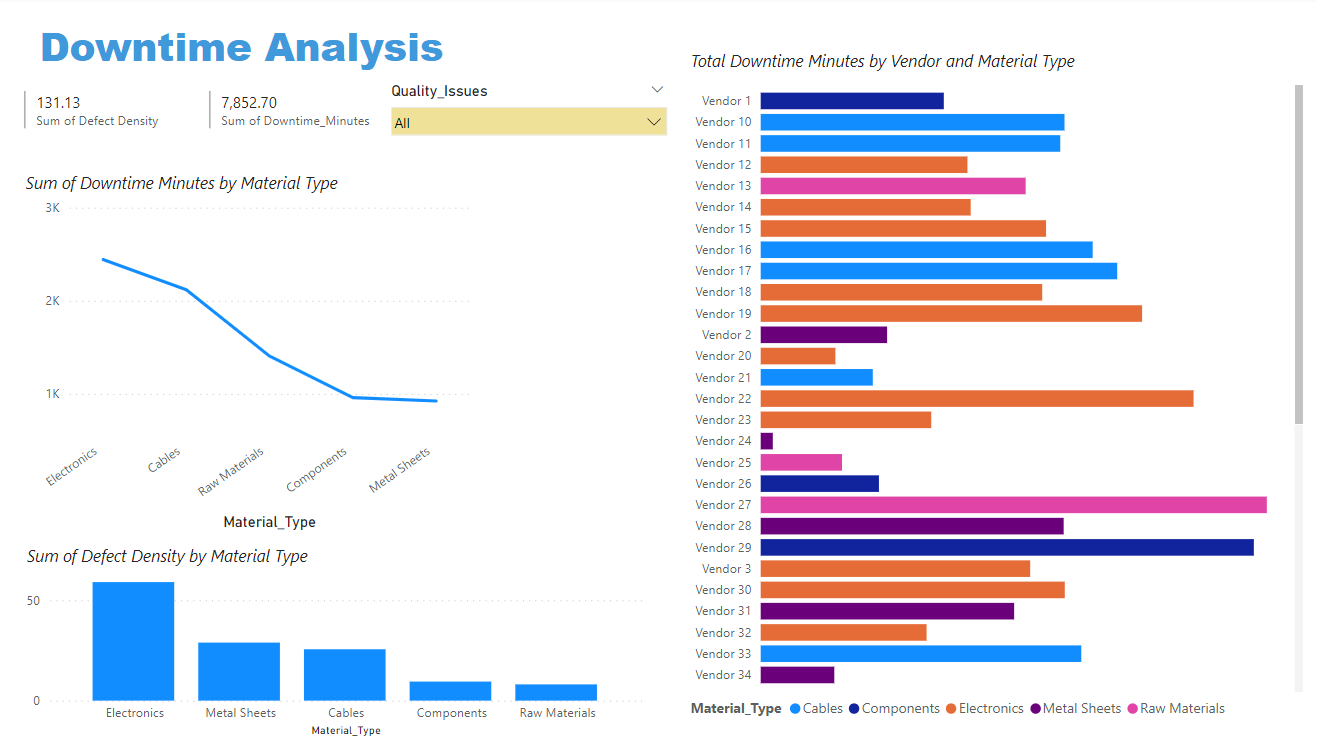 Downtime Analysis
131.13
Sum of Defect Density
7,852.70
Sum of Downtime_Minutes
Quality_Issues
All
Sum of Downtime Minutes by Material Type
3K
2K
1K
Electronics
Cables
Raw Materials
Components
Metal Sheets
Material_Type
Sum of Defect Density by Material Type
50
0
Electronics
Metal Sheets
Cables
Components
Raw Materials
Material_Type
Total Downtime Minutes by Vendor and Material Type
Vendor 1
Vendor 10
Vendor 11
Vendor 12
Vendor 13
Vendor 14
Vendor 15
Vendor 16
Vendor 17
Vendor 18
Vendor 19
Vendor 2
Vendor 20
Vendor 21
Vendor 22
Vendor 23
Vendor 24
Vendor 25
Vendor 26
Vendor 27
Vendor 28
Vendor 29
Vendor 3
Vendor 30
Vendor 31
Vendor 32
Vendor 33
Vendor 34
Material_Type Cables Components Electronics Metal Sheets Raw Materials